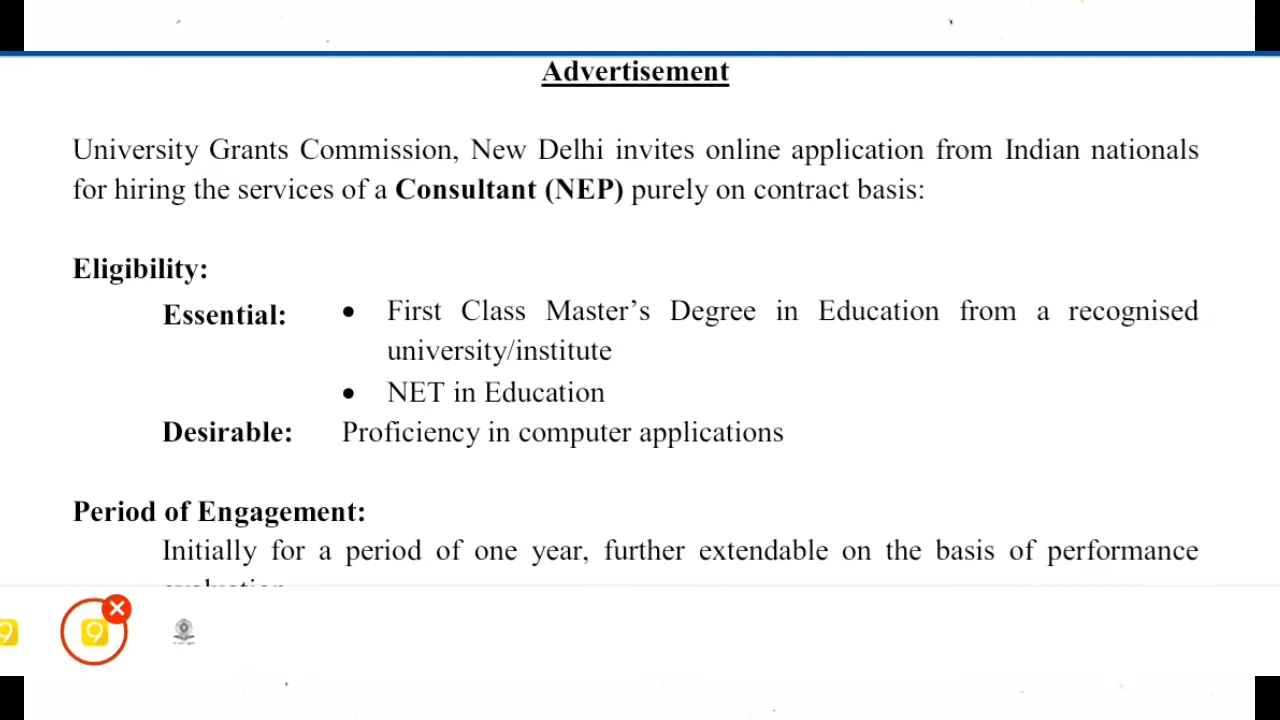 Advertisement
University Grants Commission, New Delhi invites online application from Indian nationals
for hiring the services of a Consultant (NEP) purely on contract basis:
Eligibility:
Essential: • First Class Master’s Degree in Education from a recognised
university/institute
• NET in Education
Desirable: Proficiency in computer applications
Period of Engagement:
Initially for a period of one year, further extendable on the basis of performance